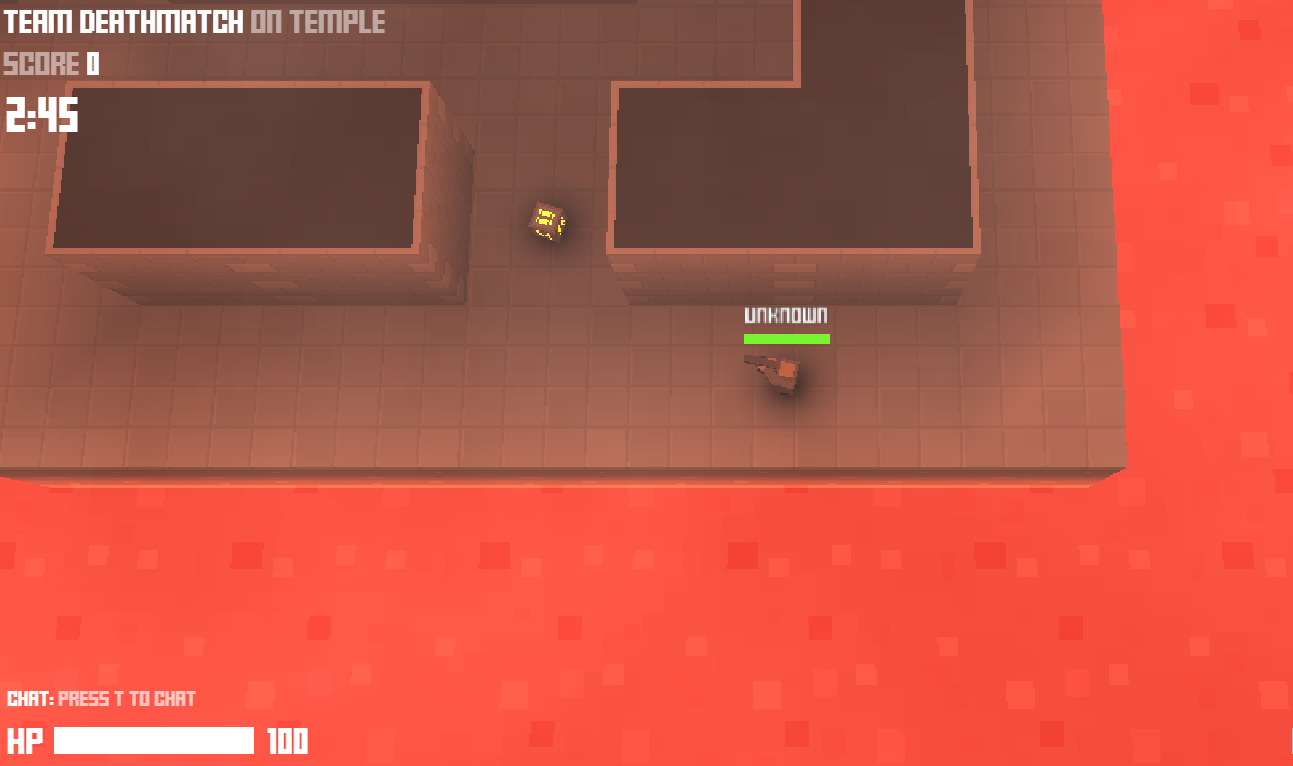 TEAM DEATHMATCH ON TEMPLE
SCORE 0
2:45
UNKNOWN
CHAT: PRESS T TO CHAT
HP 100